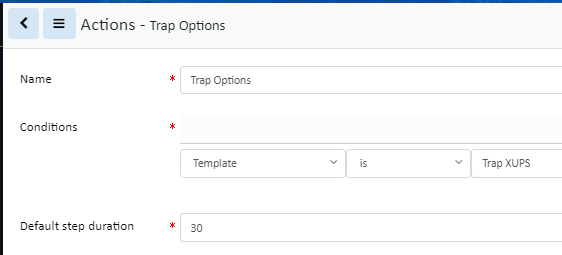 Actions - Trap Options
Name * Trap Options
Conditions *
Template is Trap XUPS
Default step duration * 30